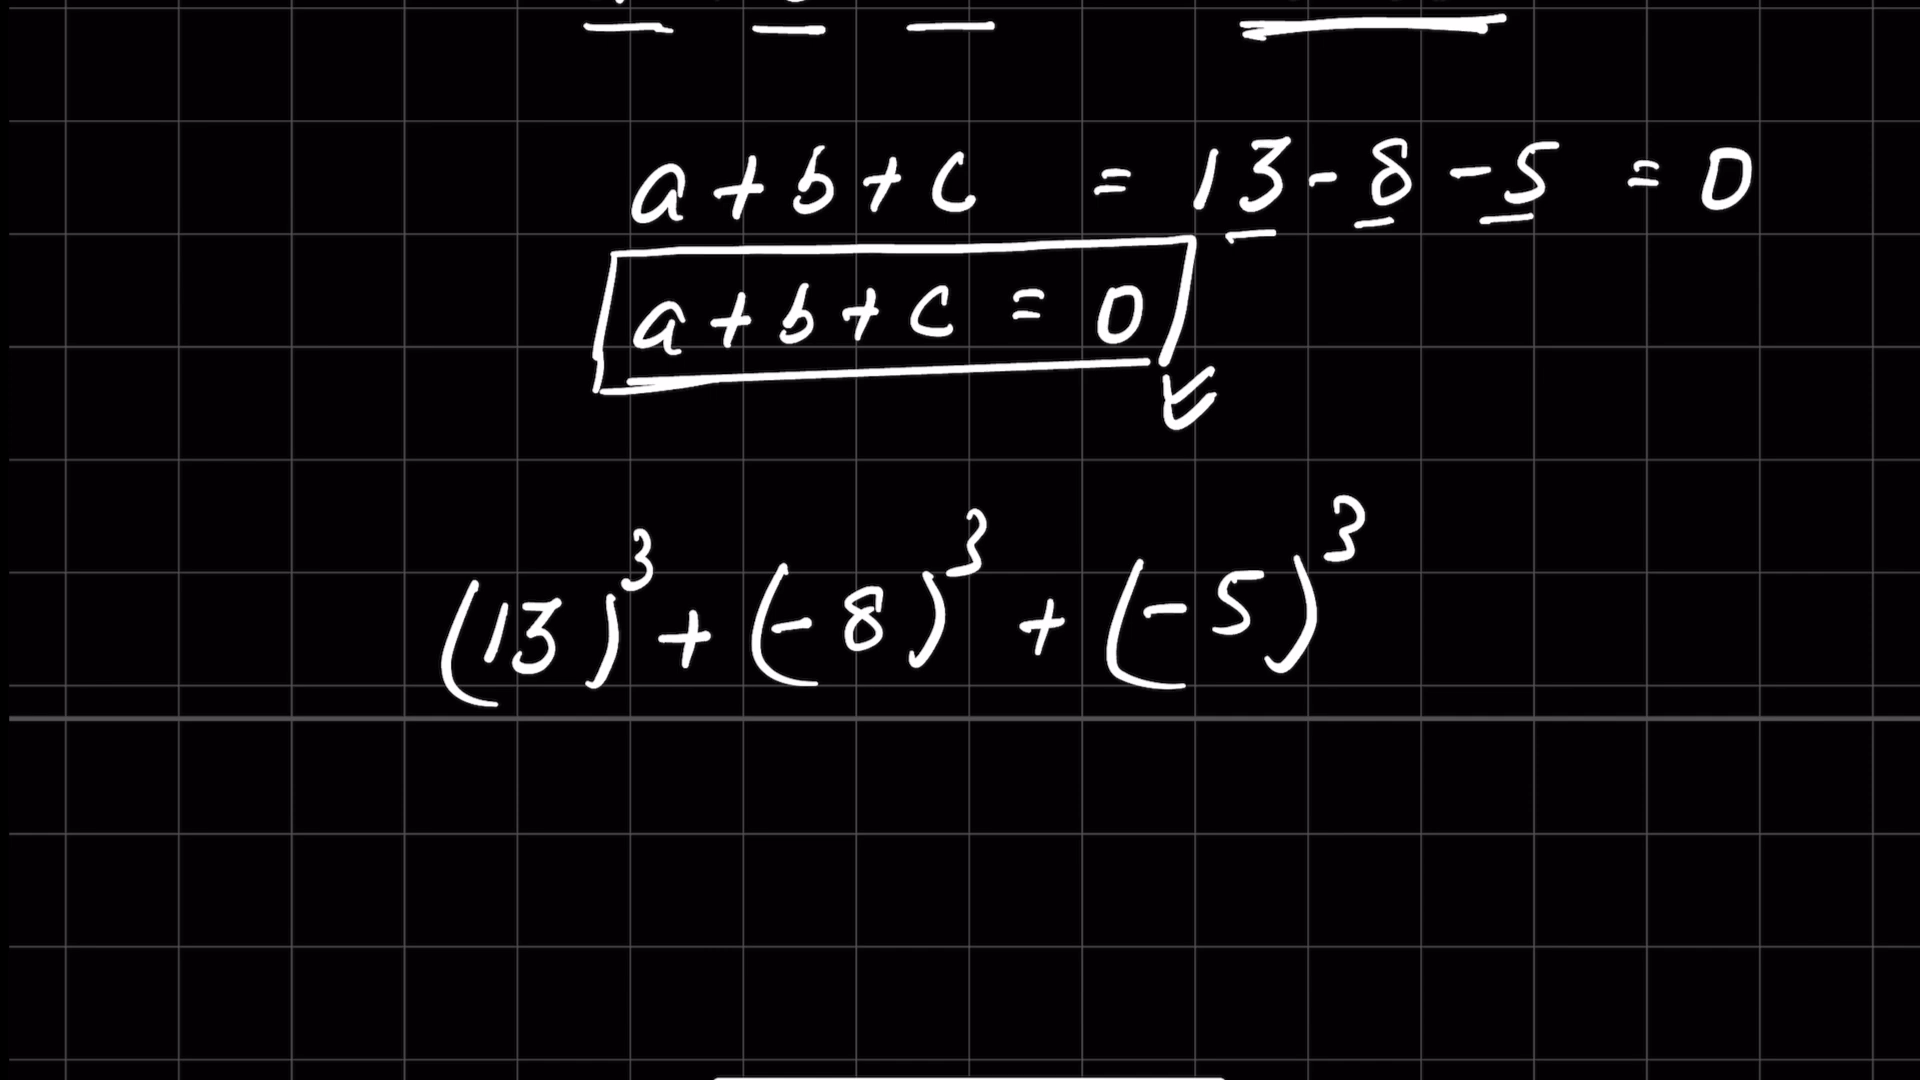 a + b + c = 13 - 8 - 5 = 0
a + b + c = 0
(13)³ + (-8)³ + (-5)³